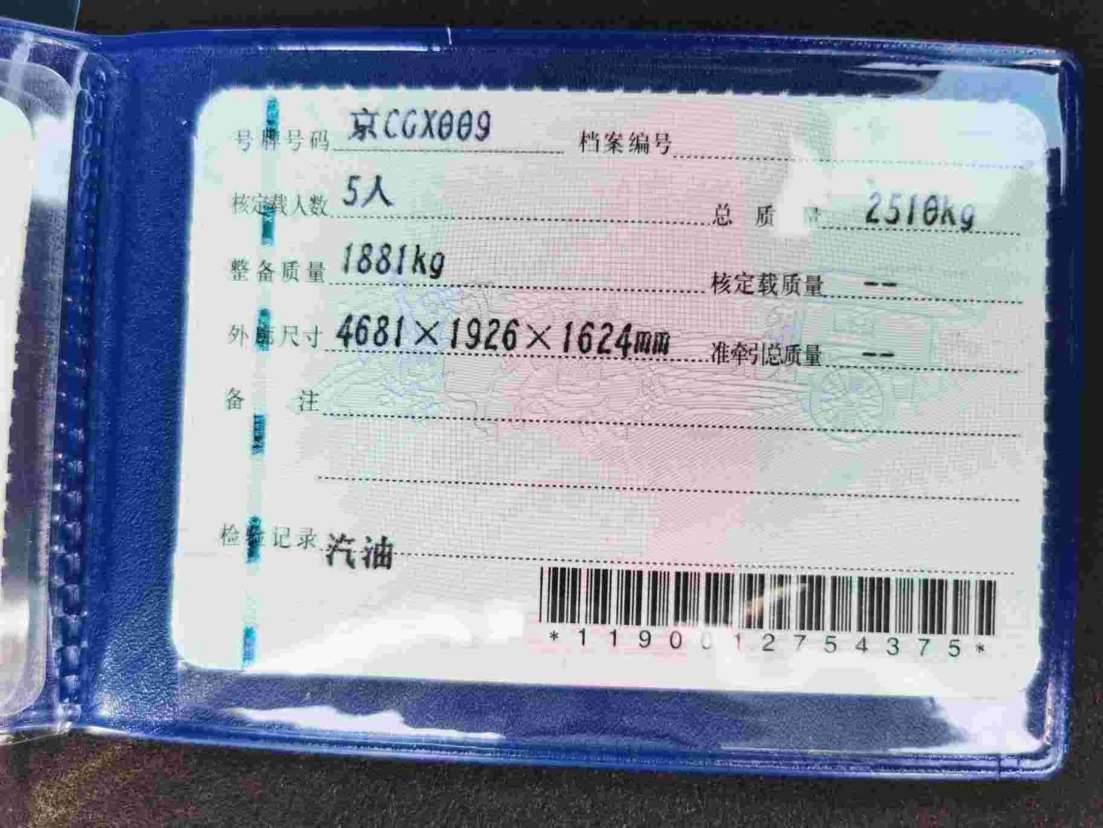 号牌号码 京CGX009 档案编号
核定载人数 5人 总质量 2510kg
整备质量 1881kg 核定载质量 --
外廓尺寸 4681×1926×1624mm 准牵引总质量 --
备注
检验记录 汽油
*1190012754375*